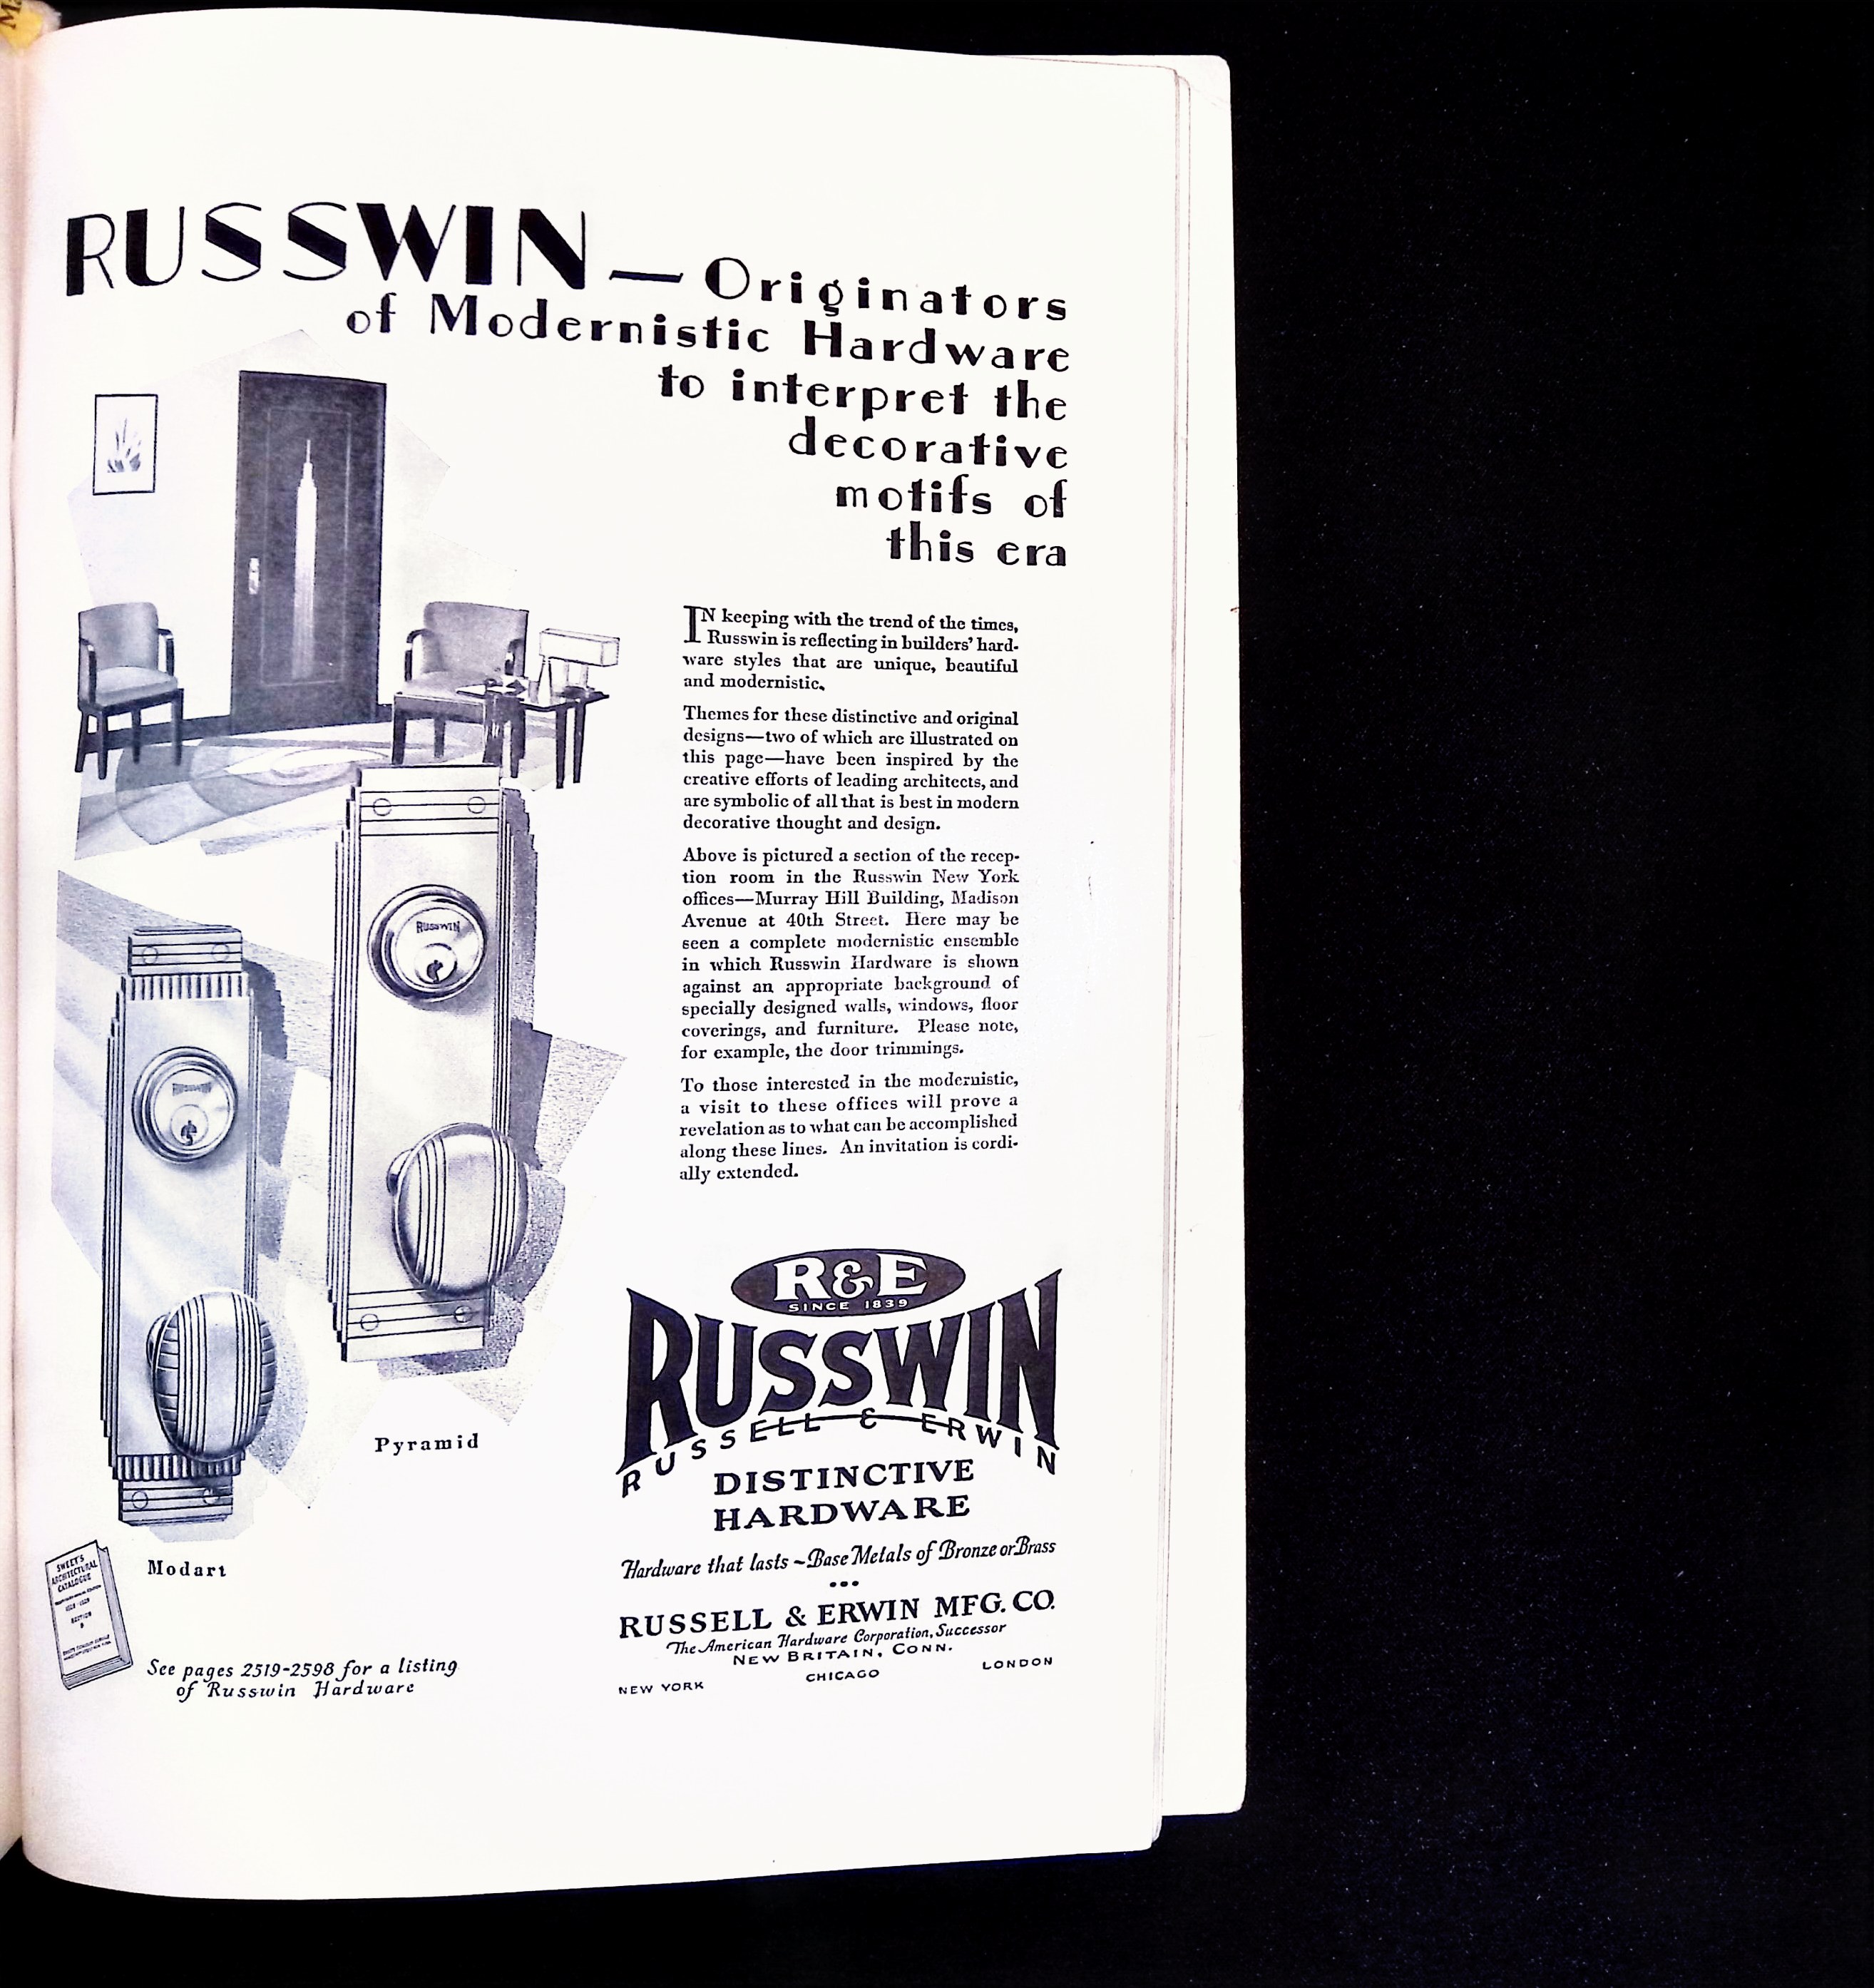 RUSSWIN — Originators
of Modernistic Hardware
to interpret the
decorative
motifs of
this era
IN keeping with the trend of the times,
Russwin is reflecting in builders' hard-
ware styles that are unique, beautiful
and modernistic.
Themes for these distinctive and original
designs—two of which are illustrated on
this page—have been inspired by the
creative efforts of leading architects, and
are symbolic of all that is best in modern
decorative thought and design.
Above is pictured a section of the recep-
tion room in the Russwin New York
offices—Murray Hill Building, Madison
Avenue at 40th Street. Here may be
seen a complete modernistic ensemble
in which Russwin Hardware is shown
against an appropriate background of
specially designed walls, windows, floor
coverings, and furniture. Please note,
for example, the door trimmings.
To those interested in the modernistic,
a visit to these offices will prove a
revelation as to what can be accomplished
along these lines. An invitation is cordi-
ally extended.
RUSSWIN
RUSSWIN
Pyramid
Modart
SWEET'S
ARCHITECTURAL
CATALOGUE
See pages 2519-2598 for a listing
of Russwin Hardware
R&E
SINCE 1839
RUSSWIN
RUSSELL & ERWIN
DISTINCTIVE
HARDWARE
Hardware that lasts ~ Base Metals of Bronze or Brass
RUSSELL & ERWIN MFG. CO.
The American Hardware Corporation, Successor
NEW BRITAIN, CONN.
NEW YORK CHICAGO LONDON